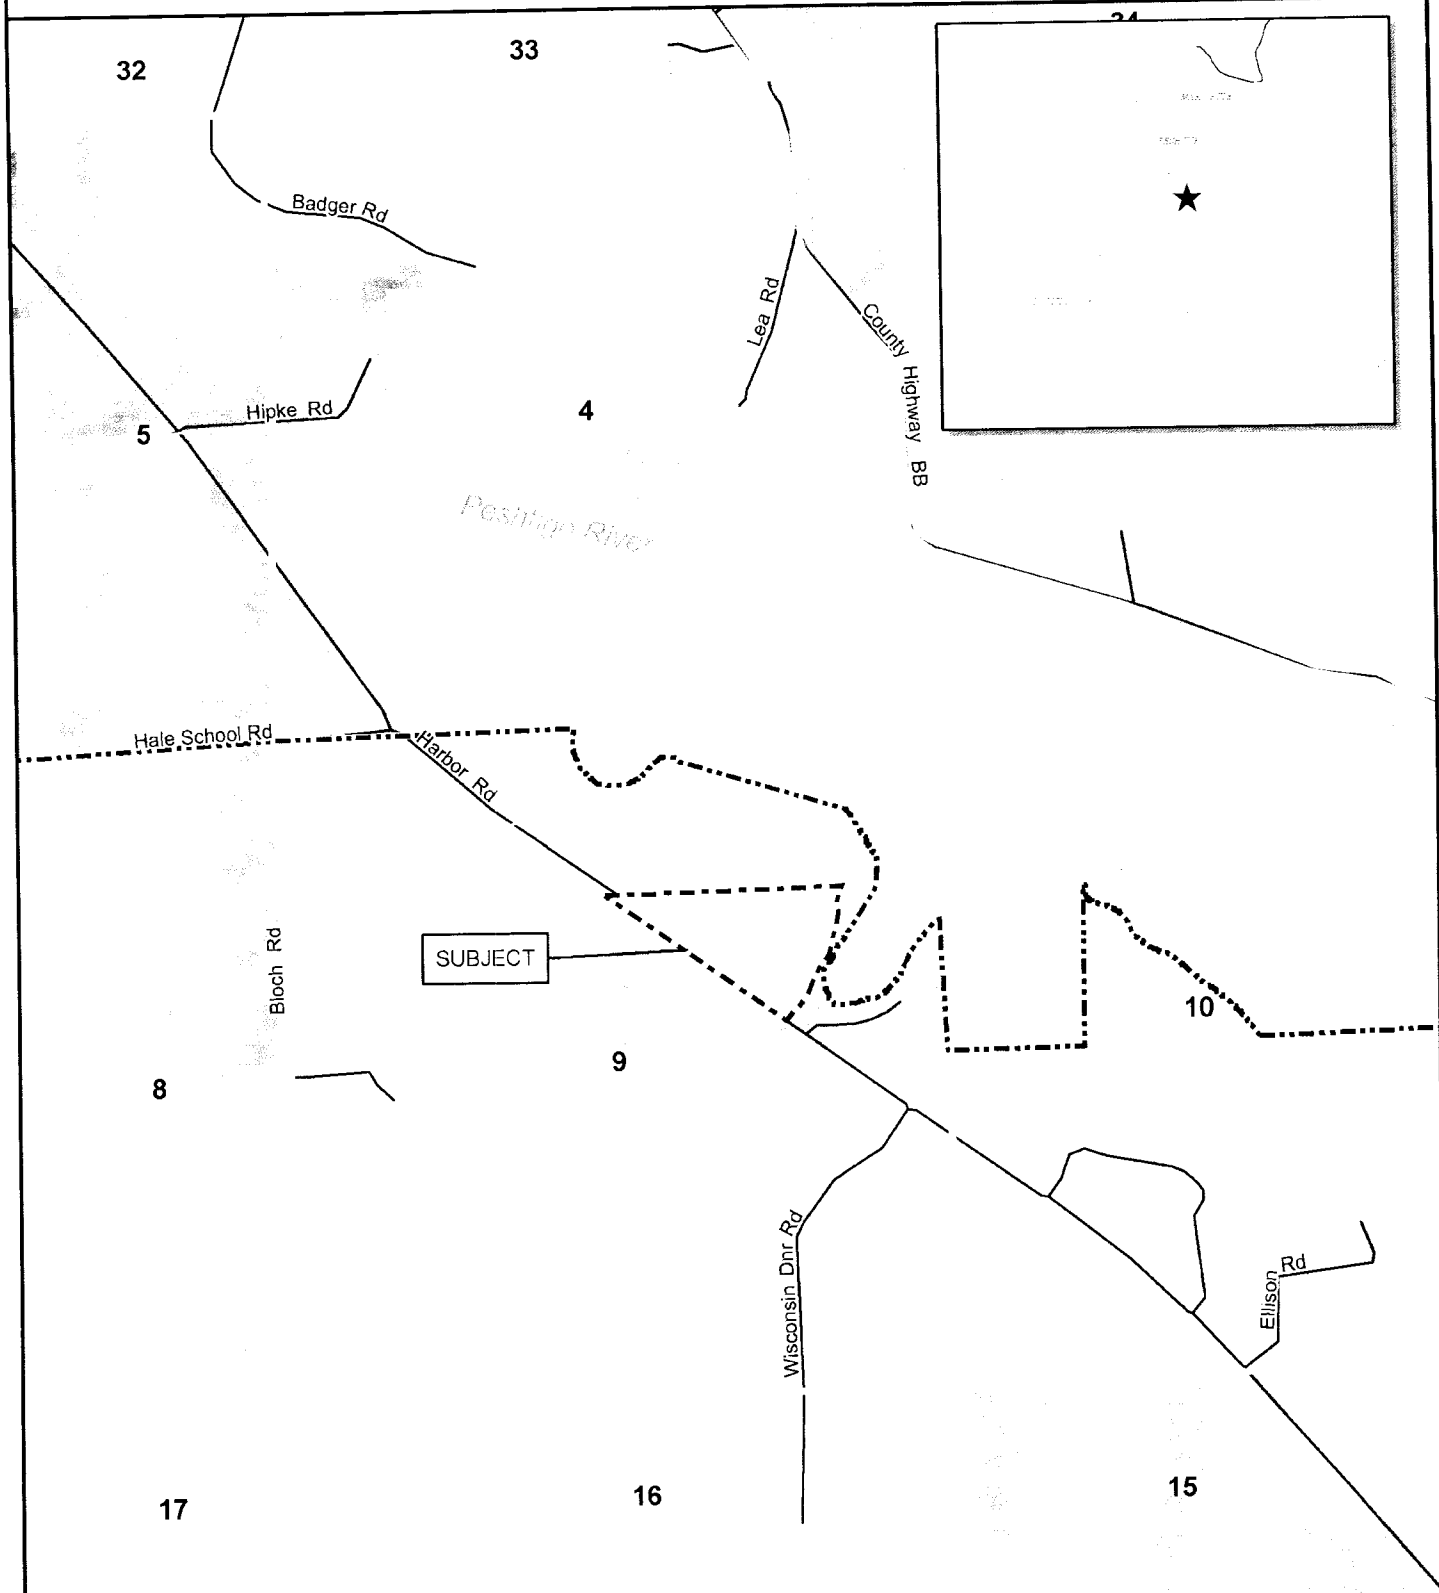 32
33
Badger Rd
Lea Rd
County Highway BB
Hipke Rd
5
4
Peshtigo River
Hale School Rd
Harbor Rd
SUBJECT
Bloch Rd
10
9
8
Wisconsin Dnr Rd
Ellison Rd
17
16
15